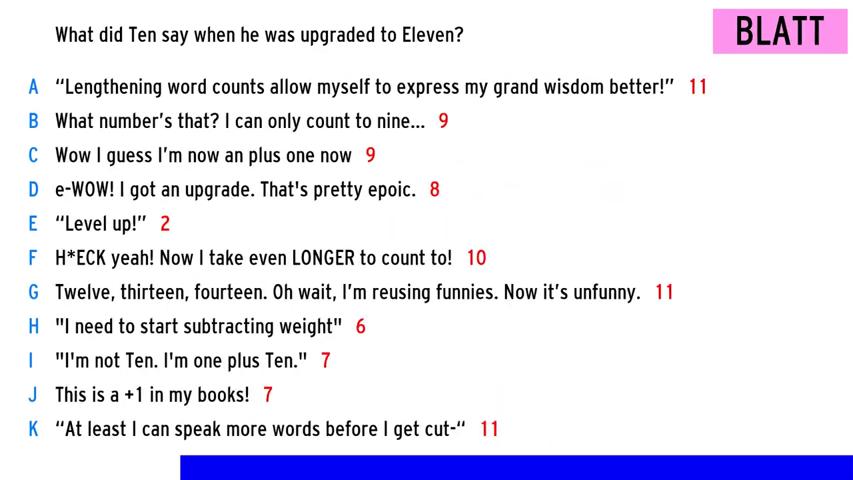 What did Ten say when he was upgraded to Eleven?
BLATT
A “Lengthening word counts allow myself to express my grand wisdom better!” 11
B What number’s that? I can only count to nine... 9
C Wow I guess I’m now an plus one now 9
D e-WOW! I got an upgrade. That's pretty epoic. 8
E “Level up!” 2
F H*ECK yeah! Now I take even LONGER to count to! 10
G Twelve, thirteen, fourteen. Oh wait, I’m reusing funnies. Now it’s unfunny. 11
H "I need to start subtracting weight" 6
I "I'm not Ten. I'm one plus Ten." 7
J This is a +1 in my books! 7
K “At least I can speak more words before I get cut-“ 11